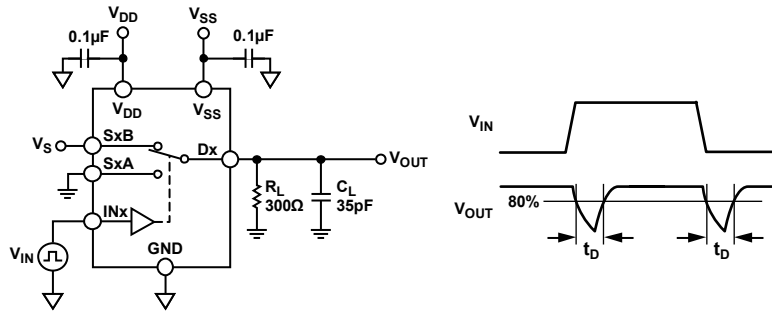 VDD
VSS
0.1µF
0.1µF
VDD
VSS
VS
SxB
SxA
Dx
VOUT
RL
300Ω
CL
35pF
INx
VIN
GND
VIN
VOUT
80%
tD
tD